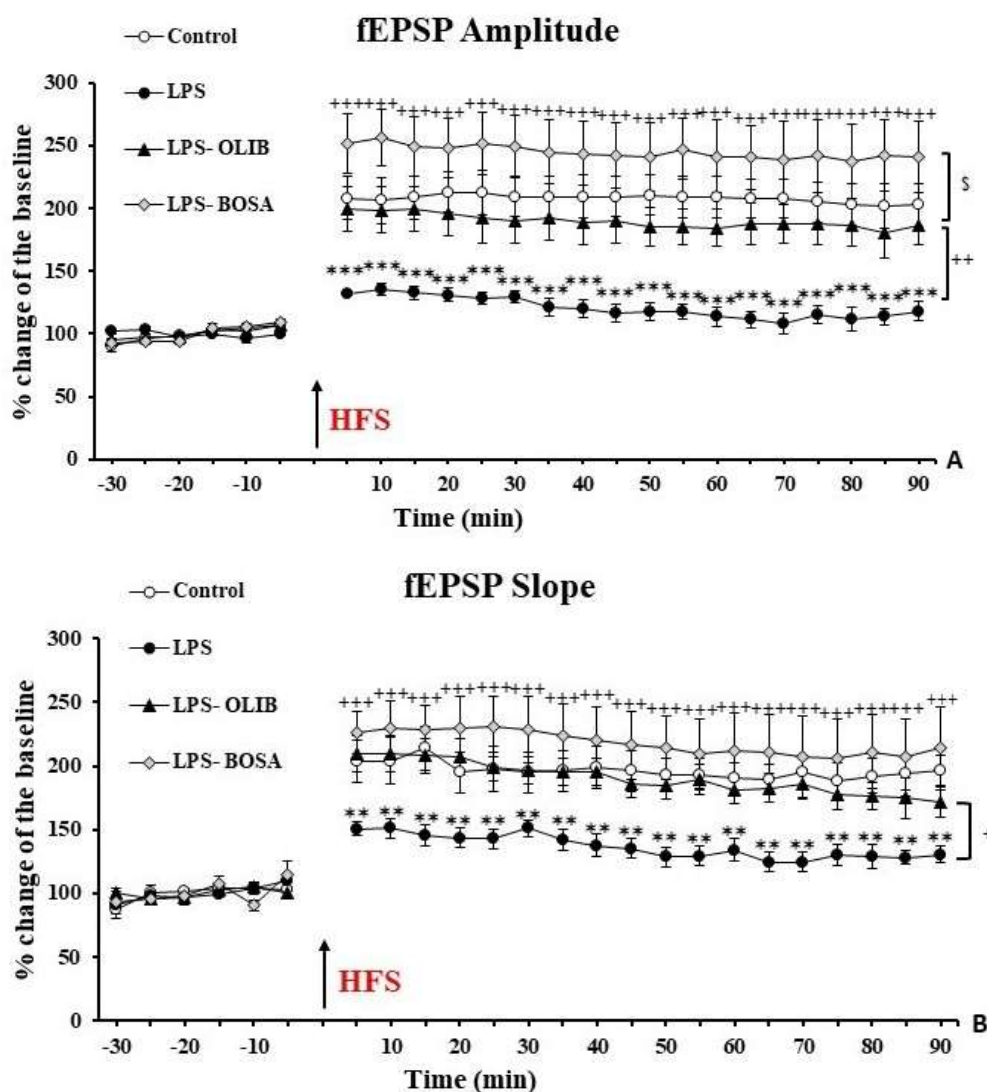 fEPSP Amplitude
Control
LPS
LPS- OLIB
LPS- BOSA
% change of the baseline
300
250
200
150
100
50
0
+++ +++ +++ +++ +++ +++ +++ +++ +++ +++ +++ +++ +++ +++ +++ +++ +++ +++
*** *** *** *** *** *** *** *** *** *** *** *** *** *** *** *** *** ***
$
++
HFS
A
-30 -20 -10 10 20 30 40 50 60 70 80 90
Time (min)
fEPSP Slope
Control
LPS
LPS- OLIB
LPS- BOSA
% change of the baseline
300
250
200
150
100
50
0
+++ +++ +++ +++ +++ +++ +++ +++ +++ +++ +++ +++ +++ +++ +++ +++ +++ +++
** ** ** ** ** ** ** ** ** ** ** ** ** ** ** ** ** **
HFS
B
-30 -20 -10 0 10 20 30 40 50 60 70 80 90
Time (min)